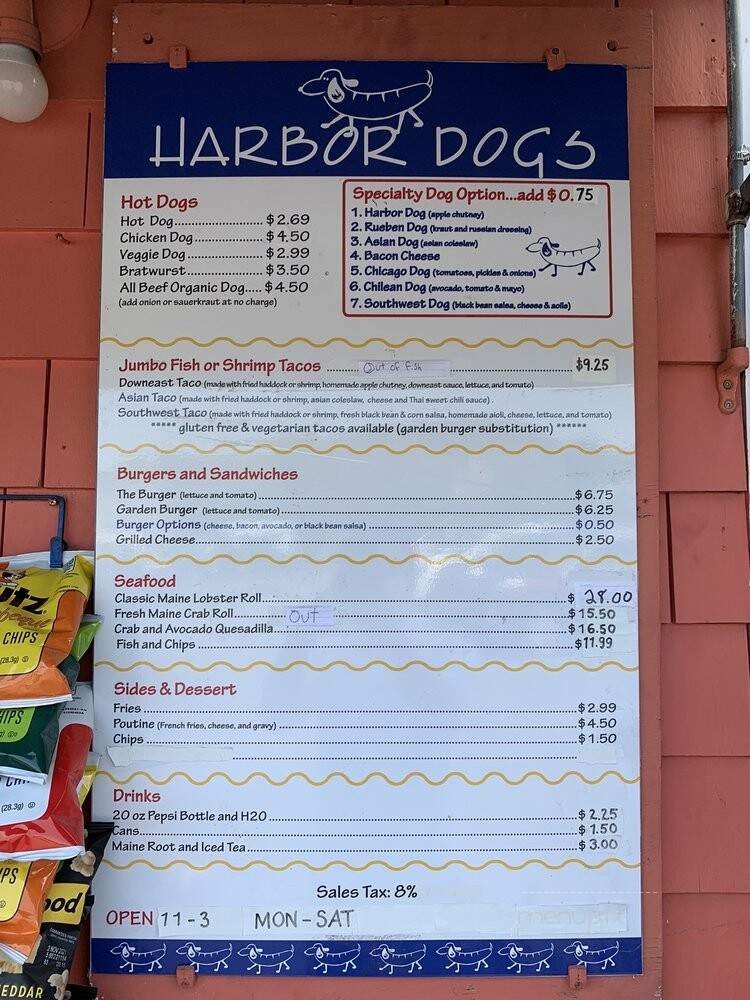 HARBOR DOGS
Hot Dogs
Hot Dog........................ $2.69
Chicken Dog.................... $4.50
Veggie Dog..................... $2.99
Bratwurst...................... $3.50
All Beef Organic Dog..... $4.50
(add onion or sauerkraut at no charge)
Specialty Dog Option...add $0.75
1. Harbor Dog (apple chutney)
2. Rueben Dog (kraut and russian dressing)
3. Asian Dog (asian coleslaw)
4. Bacon Cheese
5. Chicago Dog (tomatoes, pickles & onions)
6. Chilean Dog (avocado, tomato & mayo)
7. Southwest Dog (black bean salsa, cheese & aolie)
Jumbo Fish or Shrimp Tacos .......... Out of Fish .......... $9.25
Downeast Taco (made with fried haddock or shrimp, homemade apple chutney, downeast sauce, lettuce, and tomato)
Asian Taco (made with fried haddock or shrimp, asian coleslaw, cheese and Thai sweet chili sauce).
Southwest Taco (made with fried haddock or shrimp, fresh black bean & corn salsa, homemade aioli, cheese, lettuce, and tomato)
***** gluten free & vegetarian tacos available (garden burger substitution) ******
Burgers and Sandwiches
The Burger (lettuce and tomato).......... $6.75
Garden Burger (lettuce and tomato).......... $6.25
Burger Options (cheese, bacon, avocado, or black bean salsa) .......... $0.50
Grilled Cheese.......... $2.50
Seafood
Classic Maine Lobster Roll.......... $ 28.00
Fresh Maine Crab Roll.......... OUT .......... $15.50
Crab and Avocado Quesadilla.......... $16.50
Fish and Chips .......... $11.99
Sides & Dessert
Fries .......... $2.99
Poutine (French fries, cheese, and gravy) .......... $4.50
Chips .......... $1.50
Drinks
20 oz Pepsi Bottle and H20.......... $ 2.25
Cans.......... $ 1.50
Maine Root and Iced Tea.......... $ 3.00
Sales Tax: 8%
OPEN 11-3 MON-SAT
utz
CHIPS
(28.3g)
HIPS
(28.3g)
IPS
ood
EDDAR